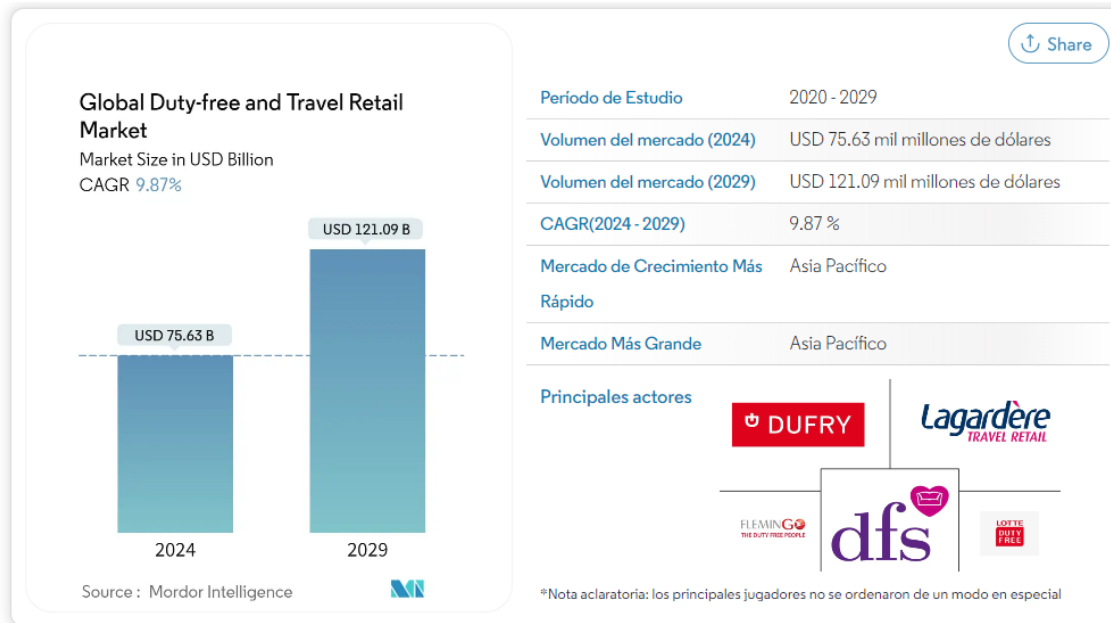 Share
Global Duty-free and Travel Retail
Market
Market Size in USD Billion
CAGR 9.87%
USD 121.09 B
USD 75.63 B
2024 2029
Source : Mordor Intelligence
Período de Estudio 2020 - 2029
Volumen del mercado (2024) USD 75.63 mil millones de dólares
Volumen del mercado (2029) USD 121.09 mil millones de dólares
CAGR(2024 - 2029) 9.87 %
Mercado de Crecimiento Más Asia Pacífico
Rápido
Mercado Más Grande Asia Pacífico
Principales actores
DUFRY
Lagardère
TRAVEL RETAIL
FLEMINGO
THE DUTY FREE PEOPLE
dfs
LOTTE
DUTY
FREE
*Nota aclaratoria: los principales jugadores no se ordenaron de un modo en especial